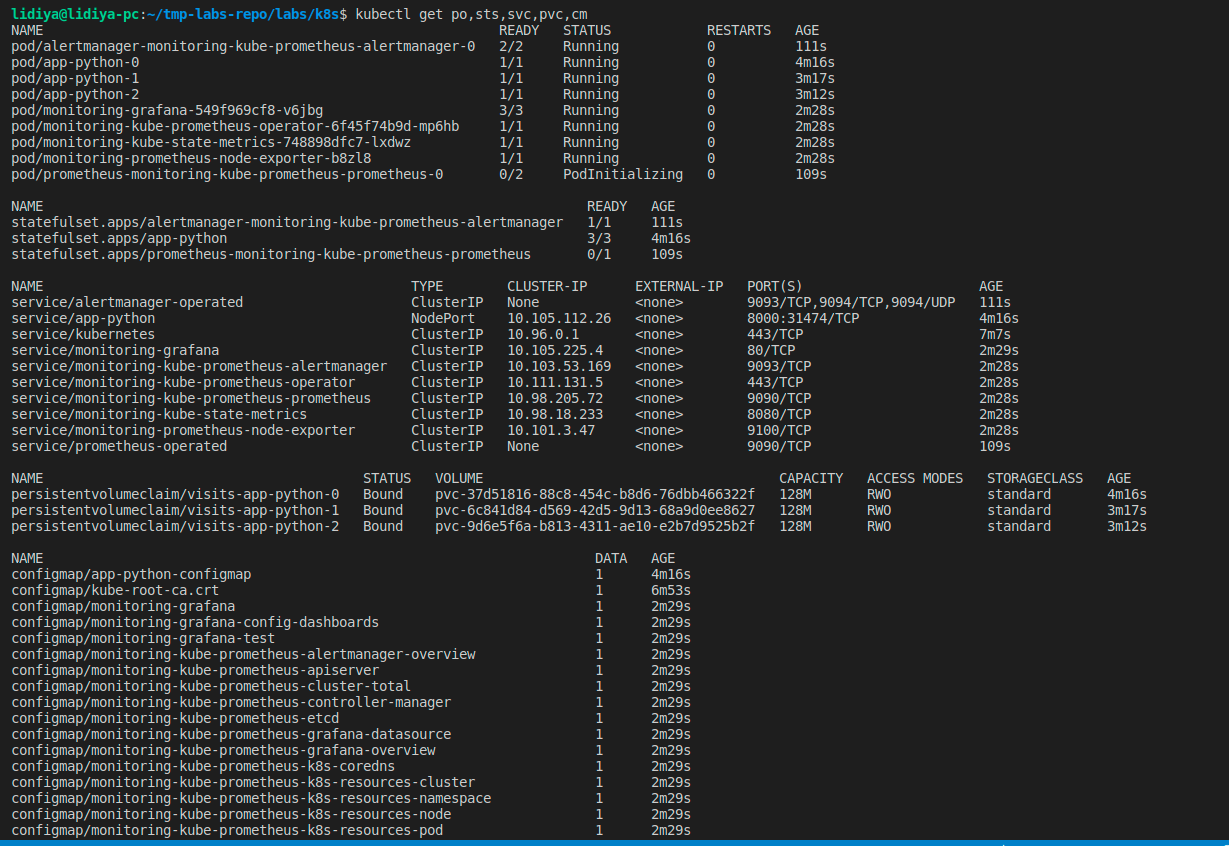 lidiya@lidiya-pc:~/tmp-labs-repo/labs/k8s$ kubectl get po,sts,svc,pvc,cm
NAME READY STATUS RESTARTS AGE
pod/alertmanager-monitoring-kube-prometheus-alertmanager-0 2/2 Running 0 111s
pod/app-python-0 1/1 Running 0 4m16s
pod/app-python-1 1/1 Running 0 3m17s
pod/app-python-2 1/1 Running 0 3m12s
pod/monitoring-grafana-549f969cf8-v6jbg 3/3 Running 0 2m28s
pod/monitoring-kube-prometheus-operator-6f45f74b9d-mp6hb 1/1 Running 0 2m28s
pod/monitoring-kube-state-metrics-748898dfc7-lxdwz 1/1 Running 0 2m28s
pod/monitoring-prometheus-node-exporter-b8zl8 1/1 Running 0 2m28s
pod/prometheus-monitoring-kube-prometheus-prometheus-0 0/2 PodInitializing 0 109s
NAME READY AGE
statefulset.apps/alertmanager-monitoring-kube-prometheus-alertmanager 1/1 111s
statefulset.apps/app-python 3/3 4m16s
statefulset.apps/prometheus-monitoring-kube-prometheus-prometheus 0/1 109s
NAME TYPE CLUSTER-IP EXTERNAL-IP PORT(S) AGE
service/alertmanager-operated ClusterIP None <none> 9093/TCP,9094/TCP,9094/UDP 111s
service/app-python NodePort 10.105.112.26 <none> 8000:31474/TCP 4m16s
service/kubernetes ClusterIP 10.96.0.1 <none> 443/TCP 7m7s
service/monitoring-grafana ClusterIP 10.105.225.4 <none> 80/TCP 2m29s
service/monitoring-kube-prometheus-alertmanager ClusterIP 10.103.53.169 <none> 9093/TCP 2m28s
service/monitoring-kube-prometheus-operator ClusterIP 10.111.131.5 <none> 443/TCP 2m28s
service/monitoring-kube-prometheus-prometheus ClusterIP 10.98.205.72 <none> 9090/TCP 2m28s
service/monitoring-kube-state-metrics ClusterIP 10.98.18.233 <none> 8080/TCP 2m28s
service/monitoring-prometheus-node-exporter ClusterIP 10.101.3.47 <none> 9100/TCP 2m28s
service/prometheus-operated ClusterIP None <none> 9090/TCP 109s
NAME STATUS VOLUME CAPACITY ACCESS MODES STORAGECLASS AGE
persistentvolumeclaim/visits-app-python-0 Bound pvc-37d51816-88c8-454c-b8d6-76dbb466322f 128M RWO standard 4m16s
persistentvolumeclaim/visits-app-python-1 Bound pvc-6c841d84-d569-42d5-9d13-68a9d0ee8627 128M RWO standard 3m17s
persistentvolumeclaim/visits-app-python-2 Bound pvc-9d6e5f6a-b813-4311-ae10-e2b7d9525b2f 128M RWO standard 3m12s
NAME DATA AGE
configmap/app-python-configmap 1 4m16s
configmap/kube-root-ca.crt 1 6m53s
configmap/monitoring-grafana 1 2m29s
configmap/monitoring-grafana-config-dashboards 1 2m29s
configmap/monitoring-grafana-test 1 2m29s
configmap/monitoring-kube-prometheus-alertmanager-overview 1 2m29s
configmap/monitoring-kube-prometheus-apiserver 1 2m29s
configmap/monitoring-kube-prometheus-cluster-total 1 2m29s
configmap/monitoring-kube-prometheus-controller-manager 1 2m29s
configmap/monitoring-kube-prometheus-etcd 1 2m29s
configmap/monitoring-kube-prometheus-grafana-datasource 1 2m29s
configmap/monitoring-kube-prometheus-grafana-overview 1 2m29s
configmap/monitoring-kube-prometheus-k8s-coredns 1 2m29s
configmap/monitoring-kube-prometheus-k8s-resources-cluster 1 2m29s
configmap/monitoring-kube-prometheus-k8s-resources-namespace 1 2m29s
configmap/monitoring-kube-prometheus-k8s-resources-node 1 2m29s
configmap/monitoring-kube-prometheus-k8s-resources-pod 1 2m29s